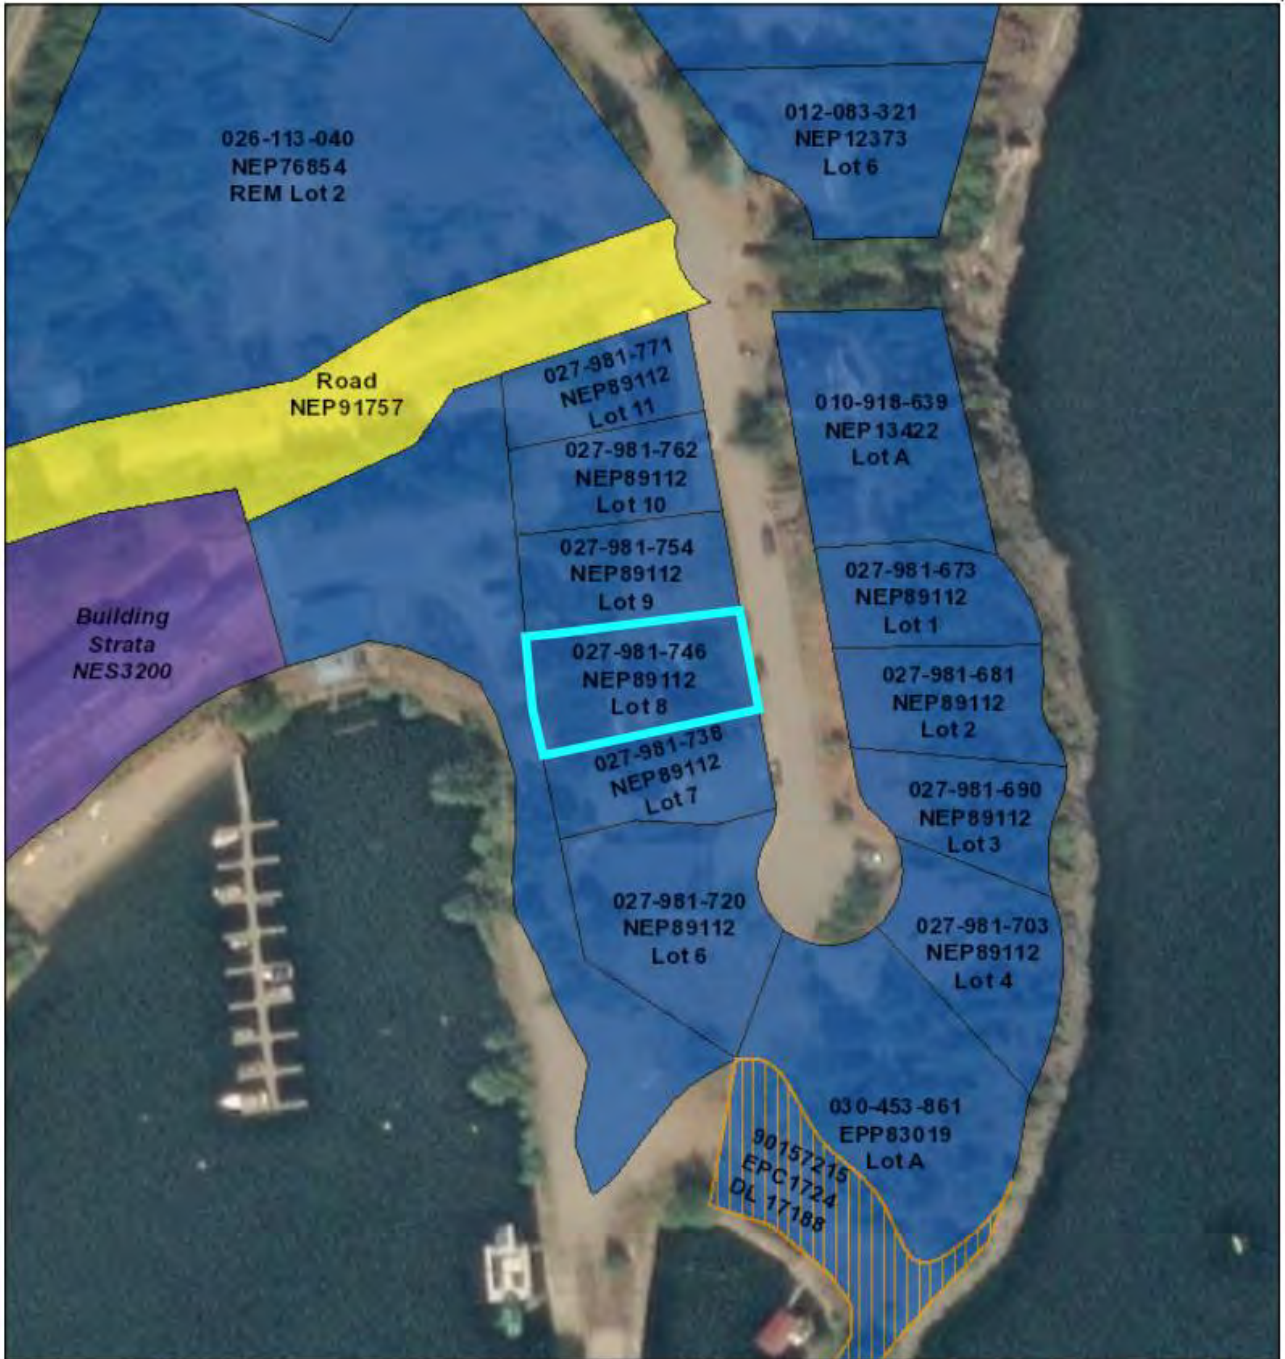 012-083-321
NEP12373
Lot 6
026-113-040
NEP76854
REM Lot 2
Road
NEP91757
027-981-771
NEP89112
Lot 11
010-918-639
NEP13422
Lot A
027-981-762
NEP89112
Lot 10
027-981-754
NEP89112
Lot 9
027-981-673
NEP89112
Lot 1
Building
Strata
NES3200
027-981-746
NEP89112
Lot 8
027-981-681
NEP89112
Lot 2
027-981-738
NEP89112
Lot 7
027-981-690
NEP89112
Lot 3
027-981-720
NEP89112
Lot 6
027-981-703
NEP89112
Lot 4
030-453-861
EPP83019
Lot A
90157215
EPC1724
DL 17188